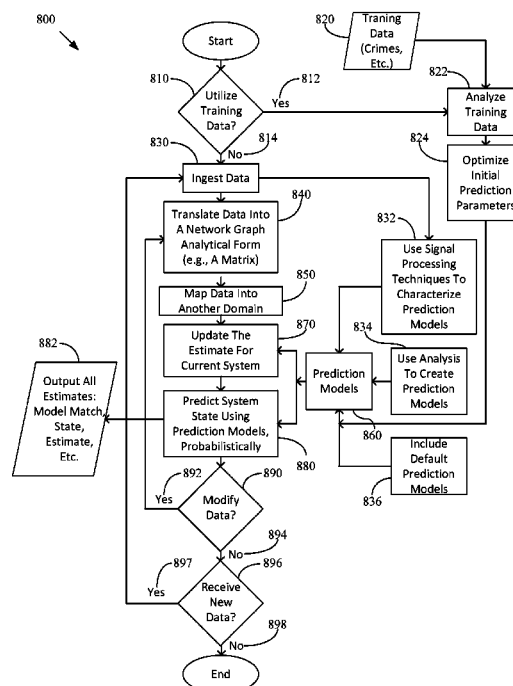 800
Start
820
Traning
Data
(Crimes,
Etc.)
810
812
Utilize
Training
Data?
Yes
822
Analyze
Training
Data
814
No
824
Optimize
Initial
Prediction
Parameters
830
Ingest Data
840
Translate Data Into
A Network Graph
Analytical Form
(e.g., A Matrix)
832
Use Signal
Processing
Techniques To
Characterize
Prediction
Models
850
Map Data Into
Another Domain
870
Update The
Estimate For
Current System
834
Use Analysis
To Create
Prediction
Models
Prediction
Models
860
882
Output All
Estimates:
Model Match,
State,
Estimate,
Etc.
Predict System
State Using
Prediction Models,
Probabilistically
880
Include
Default
Prediction
Models
836
892
Yes
890
Modify
Data?
894
No
897
Yes
896
Receive
New
Data?
898
No
End